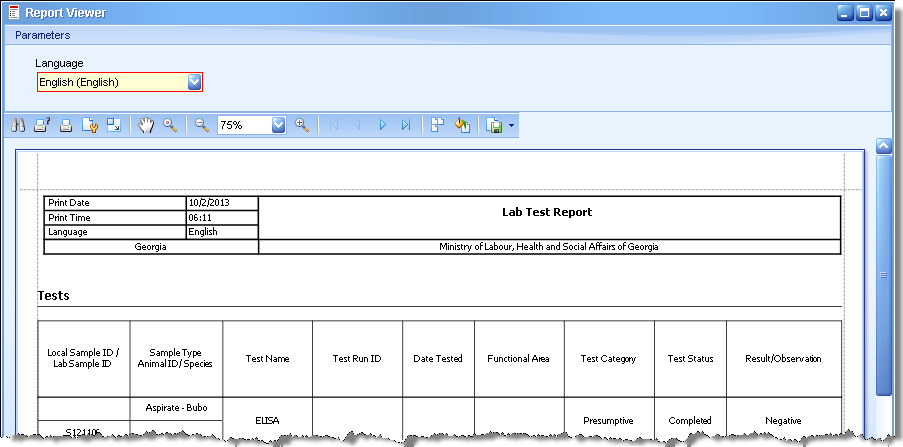 Report Viewer
Parameters
Language
English (English)
75%
Print Date 10/2/2013
Print Time 06:11
Language English
Lab Test Report
Georgia Ministry of Labour, Health and Social Affairs of Georgia
Tests
Local Sample ID / Lab Sample ID
Sample Type Animal ID/ Species
Test Name
Test Run ID
Date Tested
Functional Area
Test Category
Test Status
Result/Observation
Aspirate - Bubo
ELISA Presumptive Completed Negative